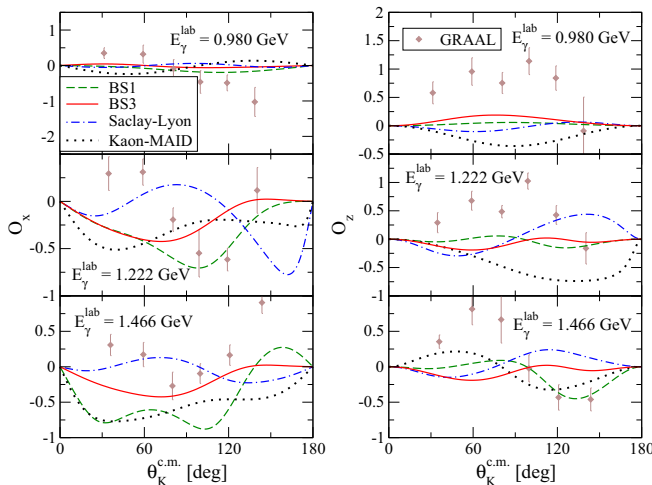 E_γ^lab = 0.980 GeV
1
0
-1
-2
BS1
BS3
Saclay-Lyon
Kaon-MAID
O_x
0
-0.5
-1
E_γ^lab = 1.222 GeV
E_γ^lab = 1.466 GeV
0.5
0
-0.5
-1
0 60 120 180
θ_K^c.m. [deg]
GRAAL
E_γ^lab = 0.980 GeV
2
1.5
1
0.5
0
-0.5
O_z
E_γ^lab = 1.222 GeV
1
0.5
0
-0.5
E_γ^lab = 1.466 GeV
0.5
0
-0.5
-1
0 60 120 180
θ_K^c.m. [deg]